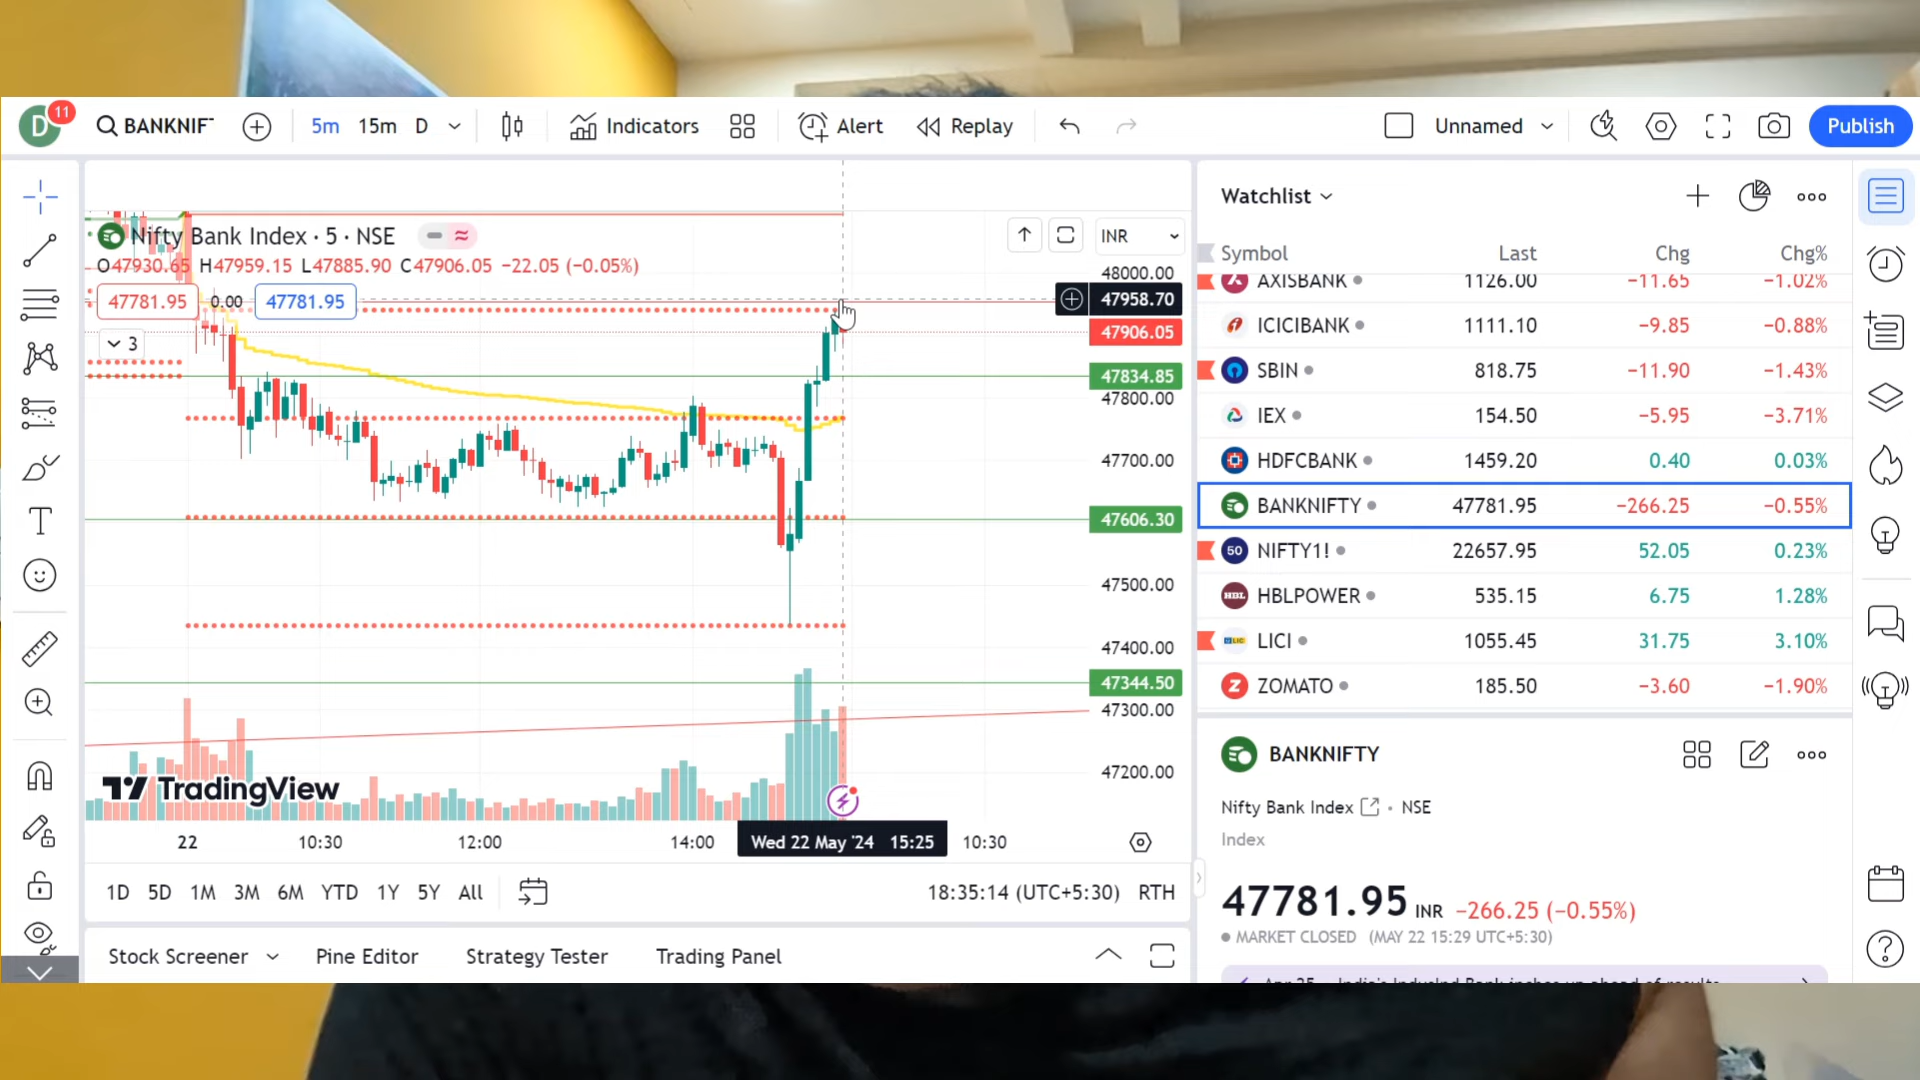 D 11 BANKNIF 5m 15m D Indicators Alert Replay Unnamed Publish
Nifty Bank Index · 5 · NSE INR
O47930.65 H47959.15 L47885.90 C47906.05 −22.05 (−0.05%)
47781.95 0.00 47781.95
3
48000.00
47958.70
47906.05
47834.85
47800.00
47700.00
47606.30
47500.00
47400.00
47344.50
47300.00
47200.00
TradingView
22 10:30 12:00 14:00 Wed 22 May '24 15:25 10:30
1D 5D 1M 3M 6M YTD 1Y 5Y All 18:35:14 (UTC+5:30) RTH
Stock Screener Pine Editor Strategy Tester Trading Panel
Watchlist
Symbol Last Chg Chg%
AXISBANK 1126.00 −11.65 −1.02%
ICICIBANK 1111.10 −9.85 −0.88%
SBIN 818.75 −11.90 −1.43%
IEX 154.50 −5.95 −3.71%
HDFCBANK 1459.20 0.40 0.03%
BANKNIFTY 47781.95 −266.25 −0.55%
50 NIFTY1! 22657.95 52.05 0.23%
HBL HBLPOWER 535.15 6.75 1.28%
LIC LICI 1055.45 31.75 3.10%
Z ZOMATO 185.50 −3.60 −1.90%
BANKNIFTY
Nifty Bank Index • NSE
Index
47781.95 INR −266.25 (−0.55%)
MARKET CLOSED (MAY 22 15:29 UTC+5:30)